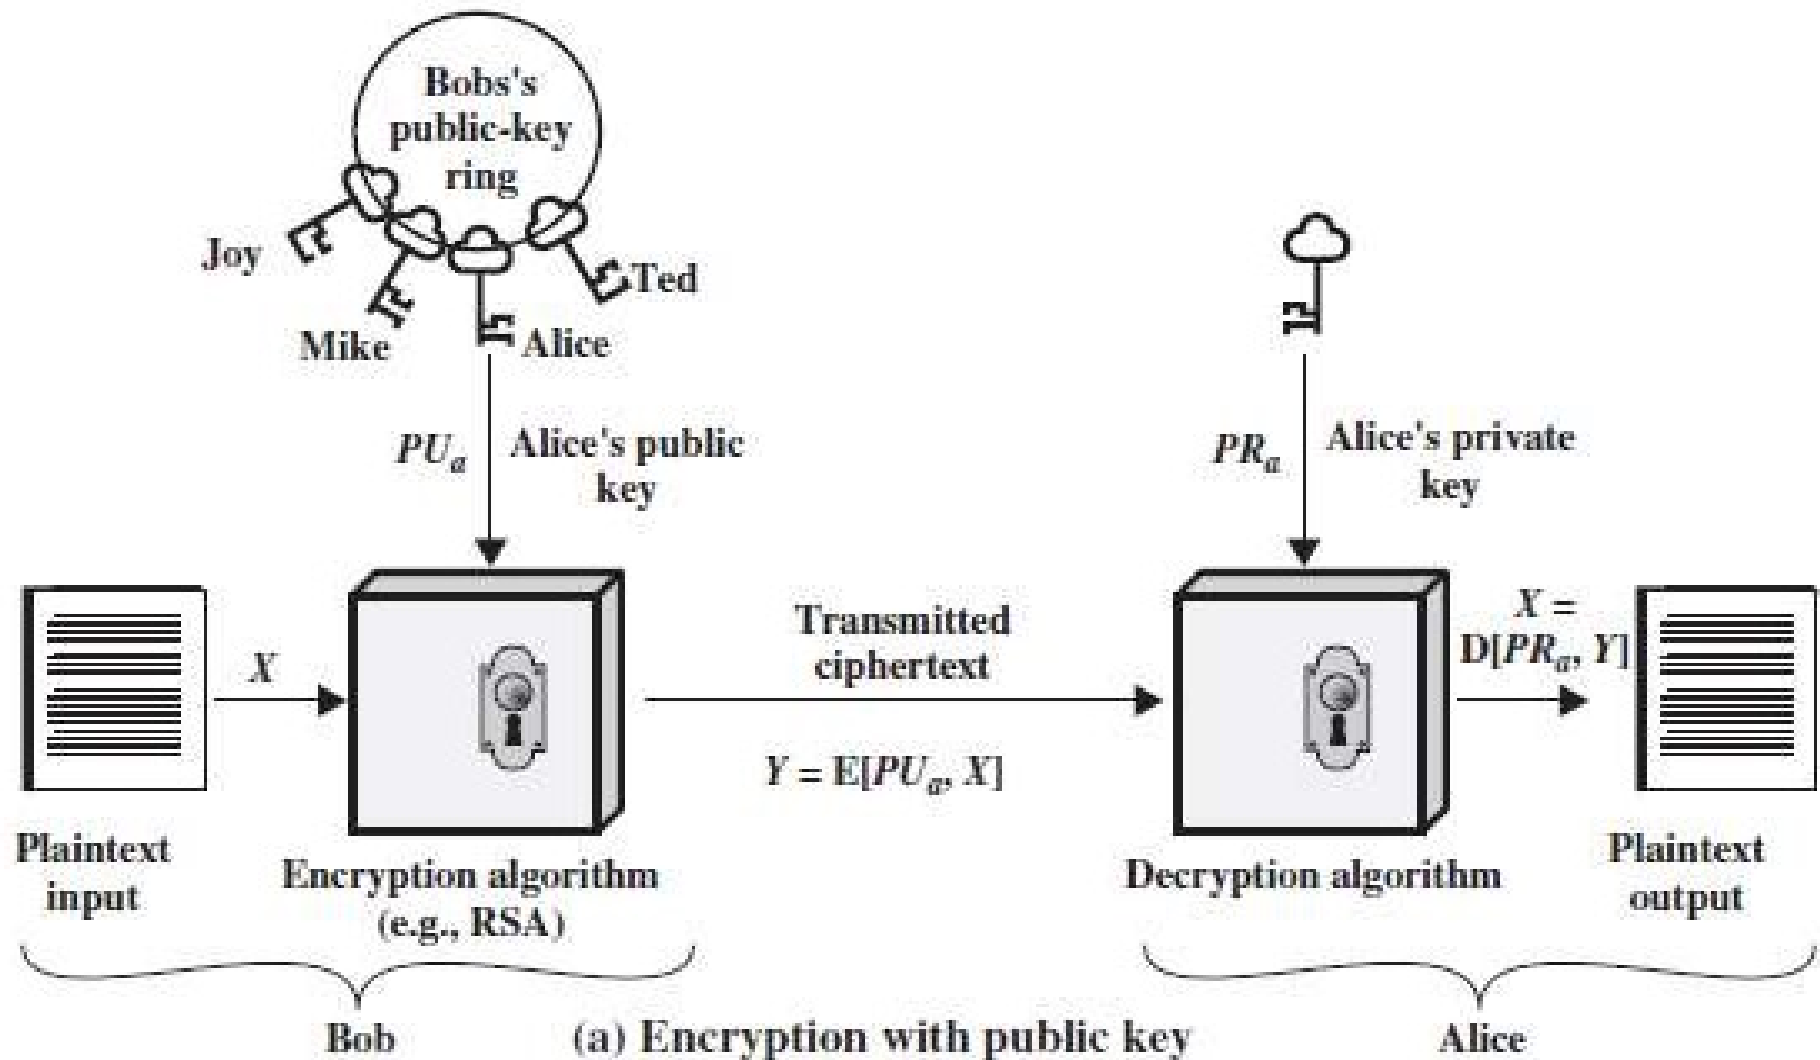 Bobs's
public-key
ring
Joy
Mike
Alice
Ted
PUa
Alice's public
key
PRa
Alice's private
key
X
Transmitted
ciphertext
Y = E[PUa, X]
X =
D[PRa, Y]
Plaintext
input
Encryption algorithm
(e.g., RSA)
Decryption algorithm
Plaintext
output
Bob
(a) Encryption with public key
Alice